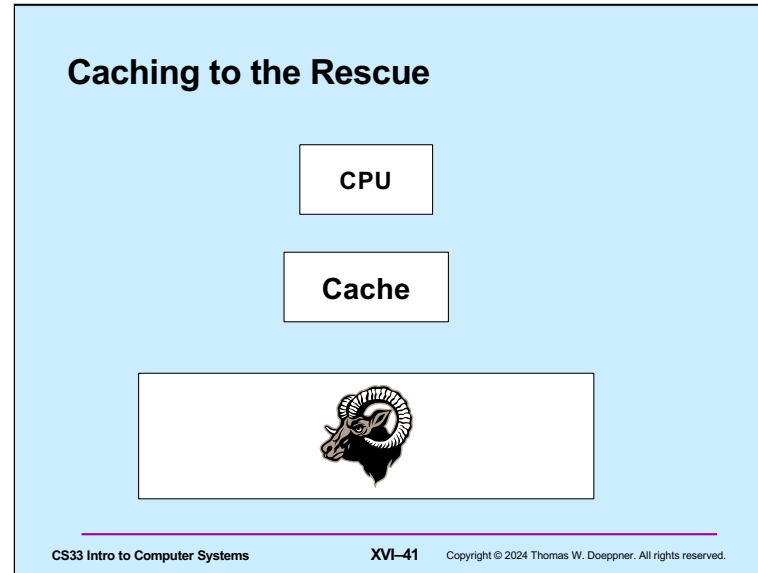 Caching to the Rescue
CPU
Cache
CS33 Intro to Computer Systems XVI–41 Copyright © 2024 Thomas W. Doeppner. All rights reserved.